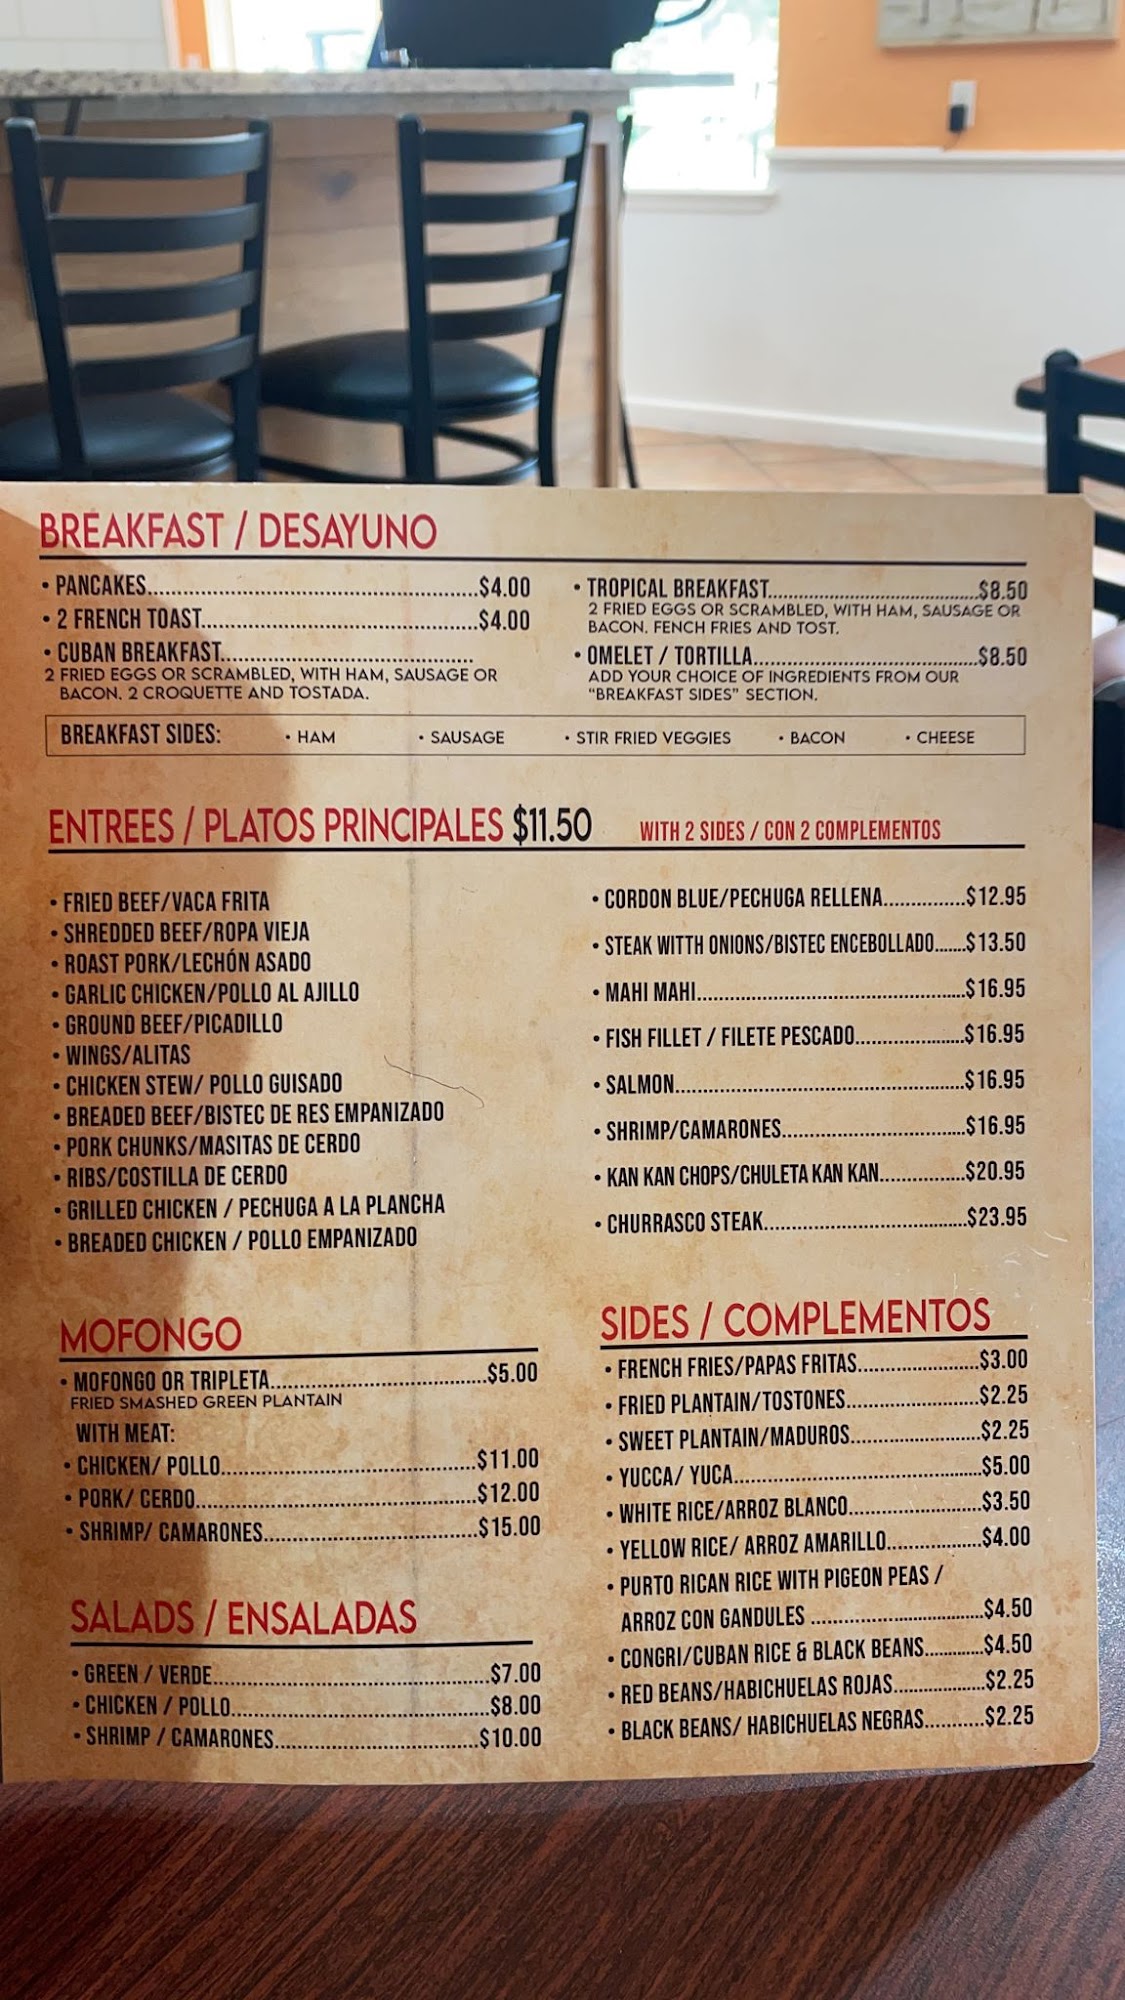 BREAKFAST / DESAYUNO
• PANCAKES..........$4.00
• 2 FRENCH TOAST..........$4.00
• CUBAN BREAKFAST..........
2 FRIED EGGS OR SCRAMBLED, WITH HAM, SAUSAGE OR
BACON. 2 CROQUETTE AND TOSTADA.
• TROPICAL BREAKFAST..........$8.50
2 FRIED EGGS OR SCRAMBLED, WITH HAM, SAUSAGE OR
BACON. FENCH FRIES AND TOST.
• OMELET / TORTILLA..........$8.50
ADD YOUR CHOICE OF INGREDIENTS FROM OUR
"BREAKFAST SIDES" SECTION.
BREAKFAST SIDES: • HAM • SAUSAGE • STIR FRIED VEGGIES • BACON • CHEESE
ENTREES / PLATOS PRINCIPALES $11.50 WITH 2 SIDES / CON 2 COMPLEMENTOS
• FRIED BEEF/VACA FRITA
• SHREDDED BEEF/ROPA VIEJA
• ROAST PORK/LECHÓN ASADO
• GARLIC CHICKEN/POLLO AL AJILLO
• GROUND BEEF/PICADILLO
• WINGS/ALITAS
• CHICKEN STEW/ POLLO GUISADO
• BREADED BEEF/BISTEC DE RES EMPANIZADO
• PORK CHUNKS/MASITAS DE CERDO
• RIBS/COSTILLA DE CERDO
• GRILLED CHICKEN / PECHUGA A LA PLANCHA
• BREADED CHICKEN / POLLO EMPANIZADO
• CORDON BLUE/PECHUGA RELLENA..........$12.95
• STEAK WITTH ONIONS/BISTEC ENCEBOLLADO.......$13.50
• MAHI MAHI..........$16.95
• FISH FILLET / FILETE PESCADO..........$16.95
• SALMON..........$16.95
• SHRIMP/CAMARONES..........$16.95
• KAN KAN CHOPS/CHULETA KAN KAN..........$20.95
• CHURRASCO STEAK..........$23.95
MOFONGO
• MOFONGO OR TRIPLETA..........$5.00
FRIED SMASHED GREEN PLANTAIN
WITH MEAT:
• CHICKEN/ POLLO..........$11.00
• PORK/ CERDO..........$12.00
• SHRIMP/ CAMARONES..........$15.00
SALADS / ENSALADAS
• GREEN / VERDE..........$7.00
• CHICKEN / POLLO..........$8.00
• SHRIMP / CAMARONES..........$10.00
SIDES / COMPLEMENTOS
• FRENCH FRIES/PAPAS FRITAS..........$3.00
• FRIED PLANTAIN/TOSTONES..........$2.25
• SWEET PLANTAIN/MADUROS..........$2.25
• YUCCA/ YUCA..........$5.00
• WHITE RICE/ARROZ BLANCO..........$3.50
• YELLOW RICE/ ARROZ AMARILLO..........$4.00
• PURTO RICAN RICE WITH PIGEON PEAS /
ARROZ CON GANDULES ..........$4.50
• CONGRI/CUBAN RICE & BLACK BEANS..........$4.50
• RED BEANS/HABICHUELAS ROJAS..........$2.25
• BLACK BEANS/ HABICHUELAS NEGRAS..........$2.25